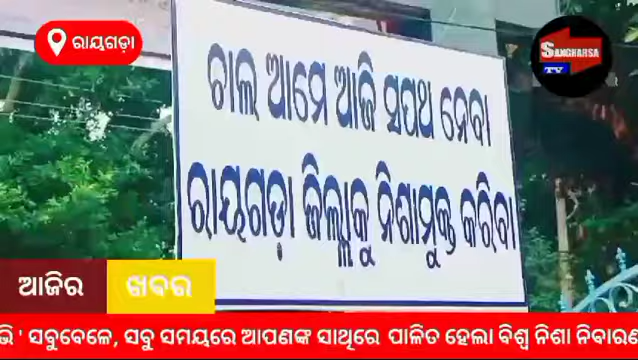 ରାୟଗଡ଼ା
SANGHARSA
TV
ଚାଲ ଆମେ ଆଜି ସପଥ ନେବା
ରାୟଗଡ଼ା ଜିଲ୍ଲାକୁ ନିଶାମୁକ୍ତ କରିବା
ଆଜିର ଖବର
ଭି ' ସବୁବେଳେ, ସବୁ ସମୟରେ ଆପଣଙ୍କ ସାଥିରେ ପାଳିତ ହେଲା ବିଶ୍ୱ ନିଶା ନିବାରଣ